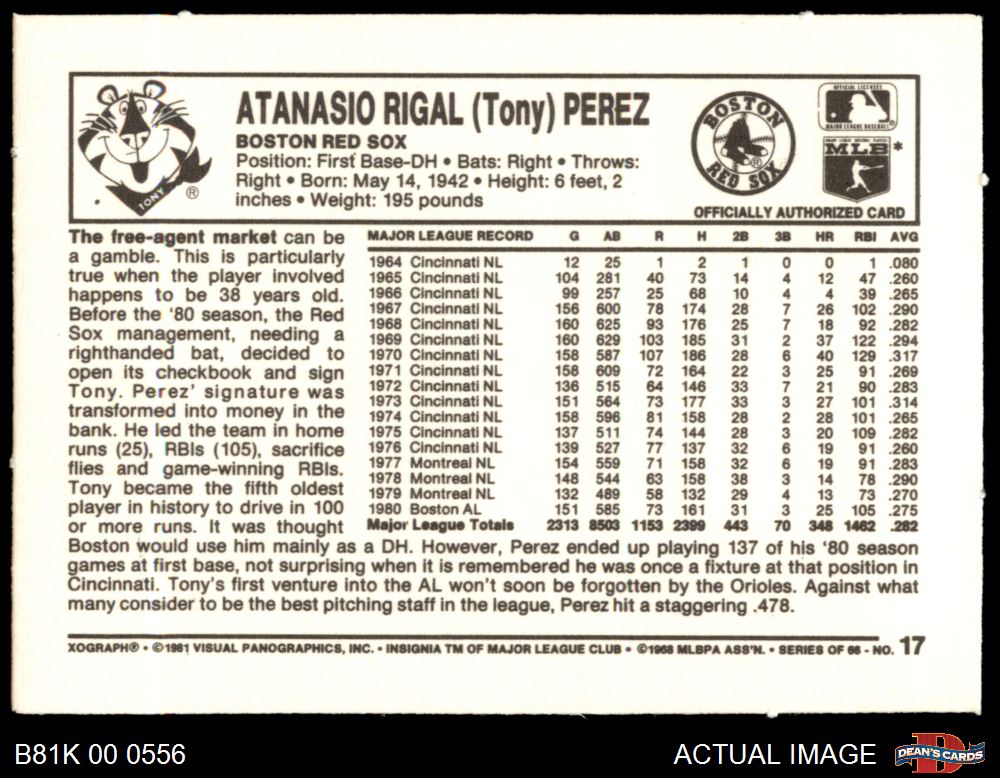 ATANASIO RIGAL (Tony) PEREZ
BOSTON RED SOX
Position: First Base-DH • Bats: Right • Throws:
Right • Born: May 14, 1942 • Height: 6 feet, 2
inches • Weight: 195 pounds
TONY
®
BOSTON
RED SOX
®
OFFICIAL LICENSEE
MAJOR LEAGUE BASEBALL®
MLB *
OFFICIALLY AUTHORIZED CARD
The free-agent market can be
a gamble. This is particularly
true when the player involved
happens to be 38 years old.
Before the '80 season, the Red
Sox management, needing a
righthanded bat, decided to
open its checkbook and sign
Tony. Perez' signature was
transformed into money in the
bank. He led the team in home
runs (25), RBIs (105), sacrifice
flies and game-winning RBIs.
Tony became the fifth oldest
player in history to drive in 100
or more runs. It was thought
Boston would use him mainly as a DH. However, Perez ended up playing 137 of his '80 season
games at first base, not surprising when it is remembered he was once a fixture at that position in
Cincinnati. Tony's first venture into the AL won't soon be forgotten by the Orioles. Against what
many consider to be the best pitching staff in the league, Perez hit a staggering .478.
MAJOR LEAGUE RECORD G AB R H 2B 3B HR RBI AVG
1964 Cincinnati NL 12 25 1 2 1 0 0 1 .080
1965 Cincinnati NL 104 281 40 73 14 4 12 47 .260
1966 Cincinnati NL 99 257 25 68 10 4 4 39 .265
1967 Cincinnati NL 156 600 78 174 28 7 26 102 .290
1968 Cincinnati NL 160 625 93 176 25 7 18 92 .282
1969 Cincinnati NL 160 629 103 185 31 2 37 122 .294
1970 Cincinnati NL 158 587 107 186 28 6 40 129 .317
1971 Cincinnati NL 158 609 72 164 22 3 25 91 .269
1972 Cincinnati NL 136 515 64 146 33 7 21 90 .283
1973 Cincinnati NL 151 564 73 177 33 3 27 101 .314
1974 Cincinnati NL 158 596 81 158 28 2 28 101 .265
1975 Cincinnati NL 137 511 74 144 28 3 20 109 .282
1976 Cincinnati NL 139 527 77 137 32 6 19 91 .260
1977 Montreal NL 154 559 71 158 32 6 19 91 .283
1978 Montreal NL 148 544 63 158 38 3 14 78 .290
1979 Montreal NL 132 489 58 132 29 4 13 73 .270
1980 Boston AL 151 585 73 161 31 3 25 105 .275
Major League Totals 2313 8503 1153 2399 443 70 348 1462 .282
XOGRAPH® • ©1981 VISUAL PANOGRAPHICS, INC. • INSIGNIA TM OF MAJOR LEAGUE CLUB • ©1968 MLBPA ASS'N. • SERIES OF 66 - NO. 17
B81K 00 0556
ACTUAL IMAGE
DEAN'S CARDS